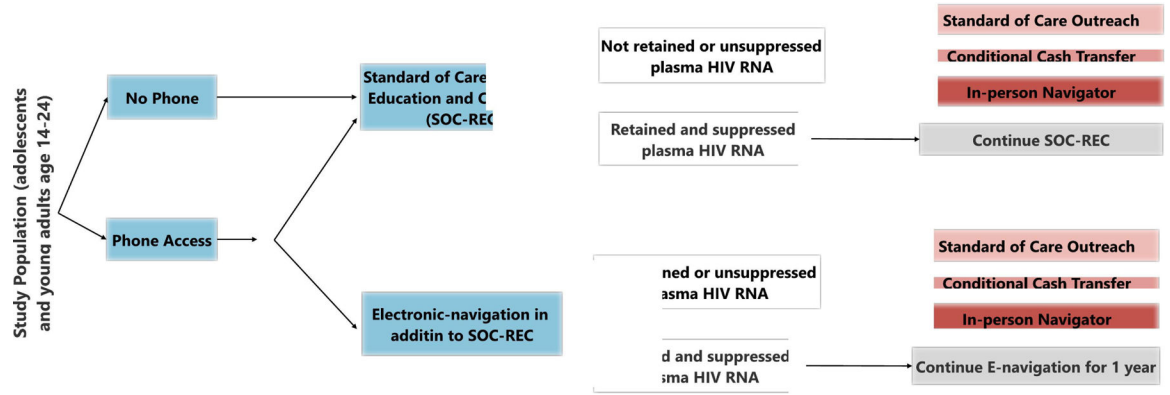 Study Population (adolescents
and young adults age 14-24)
No Phone
Phone Access
Standard of Care
Education and
(SOC-REC
Electronic-navigation in
additin to SOC-REC
Not retained or unsuppressed
plasma HIV RNA
Retained and suppressed
plasma HIV RNA
Standard of Care Outreach
Conditional Cash Transfer
In-person Navigator
Continue SOC-REC
or unsuppressed
HIV RNA
and suppressed
HIV RNA
Standard of Care Outreach
Conditional Cash Transfer
In-person Navigator
Continue E-navigation for 1 year